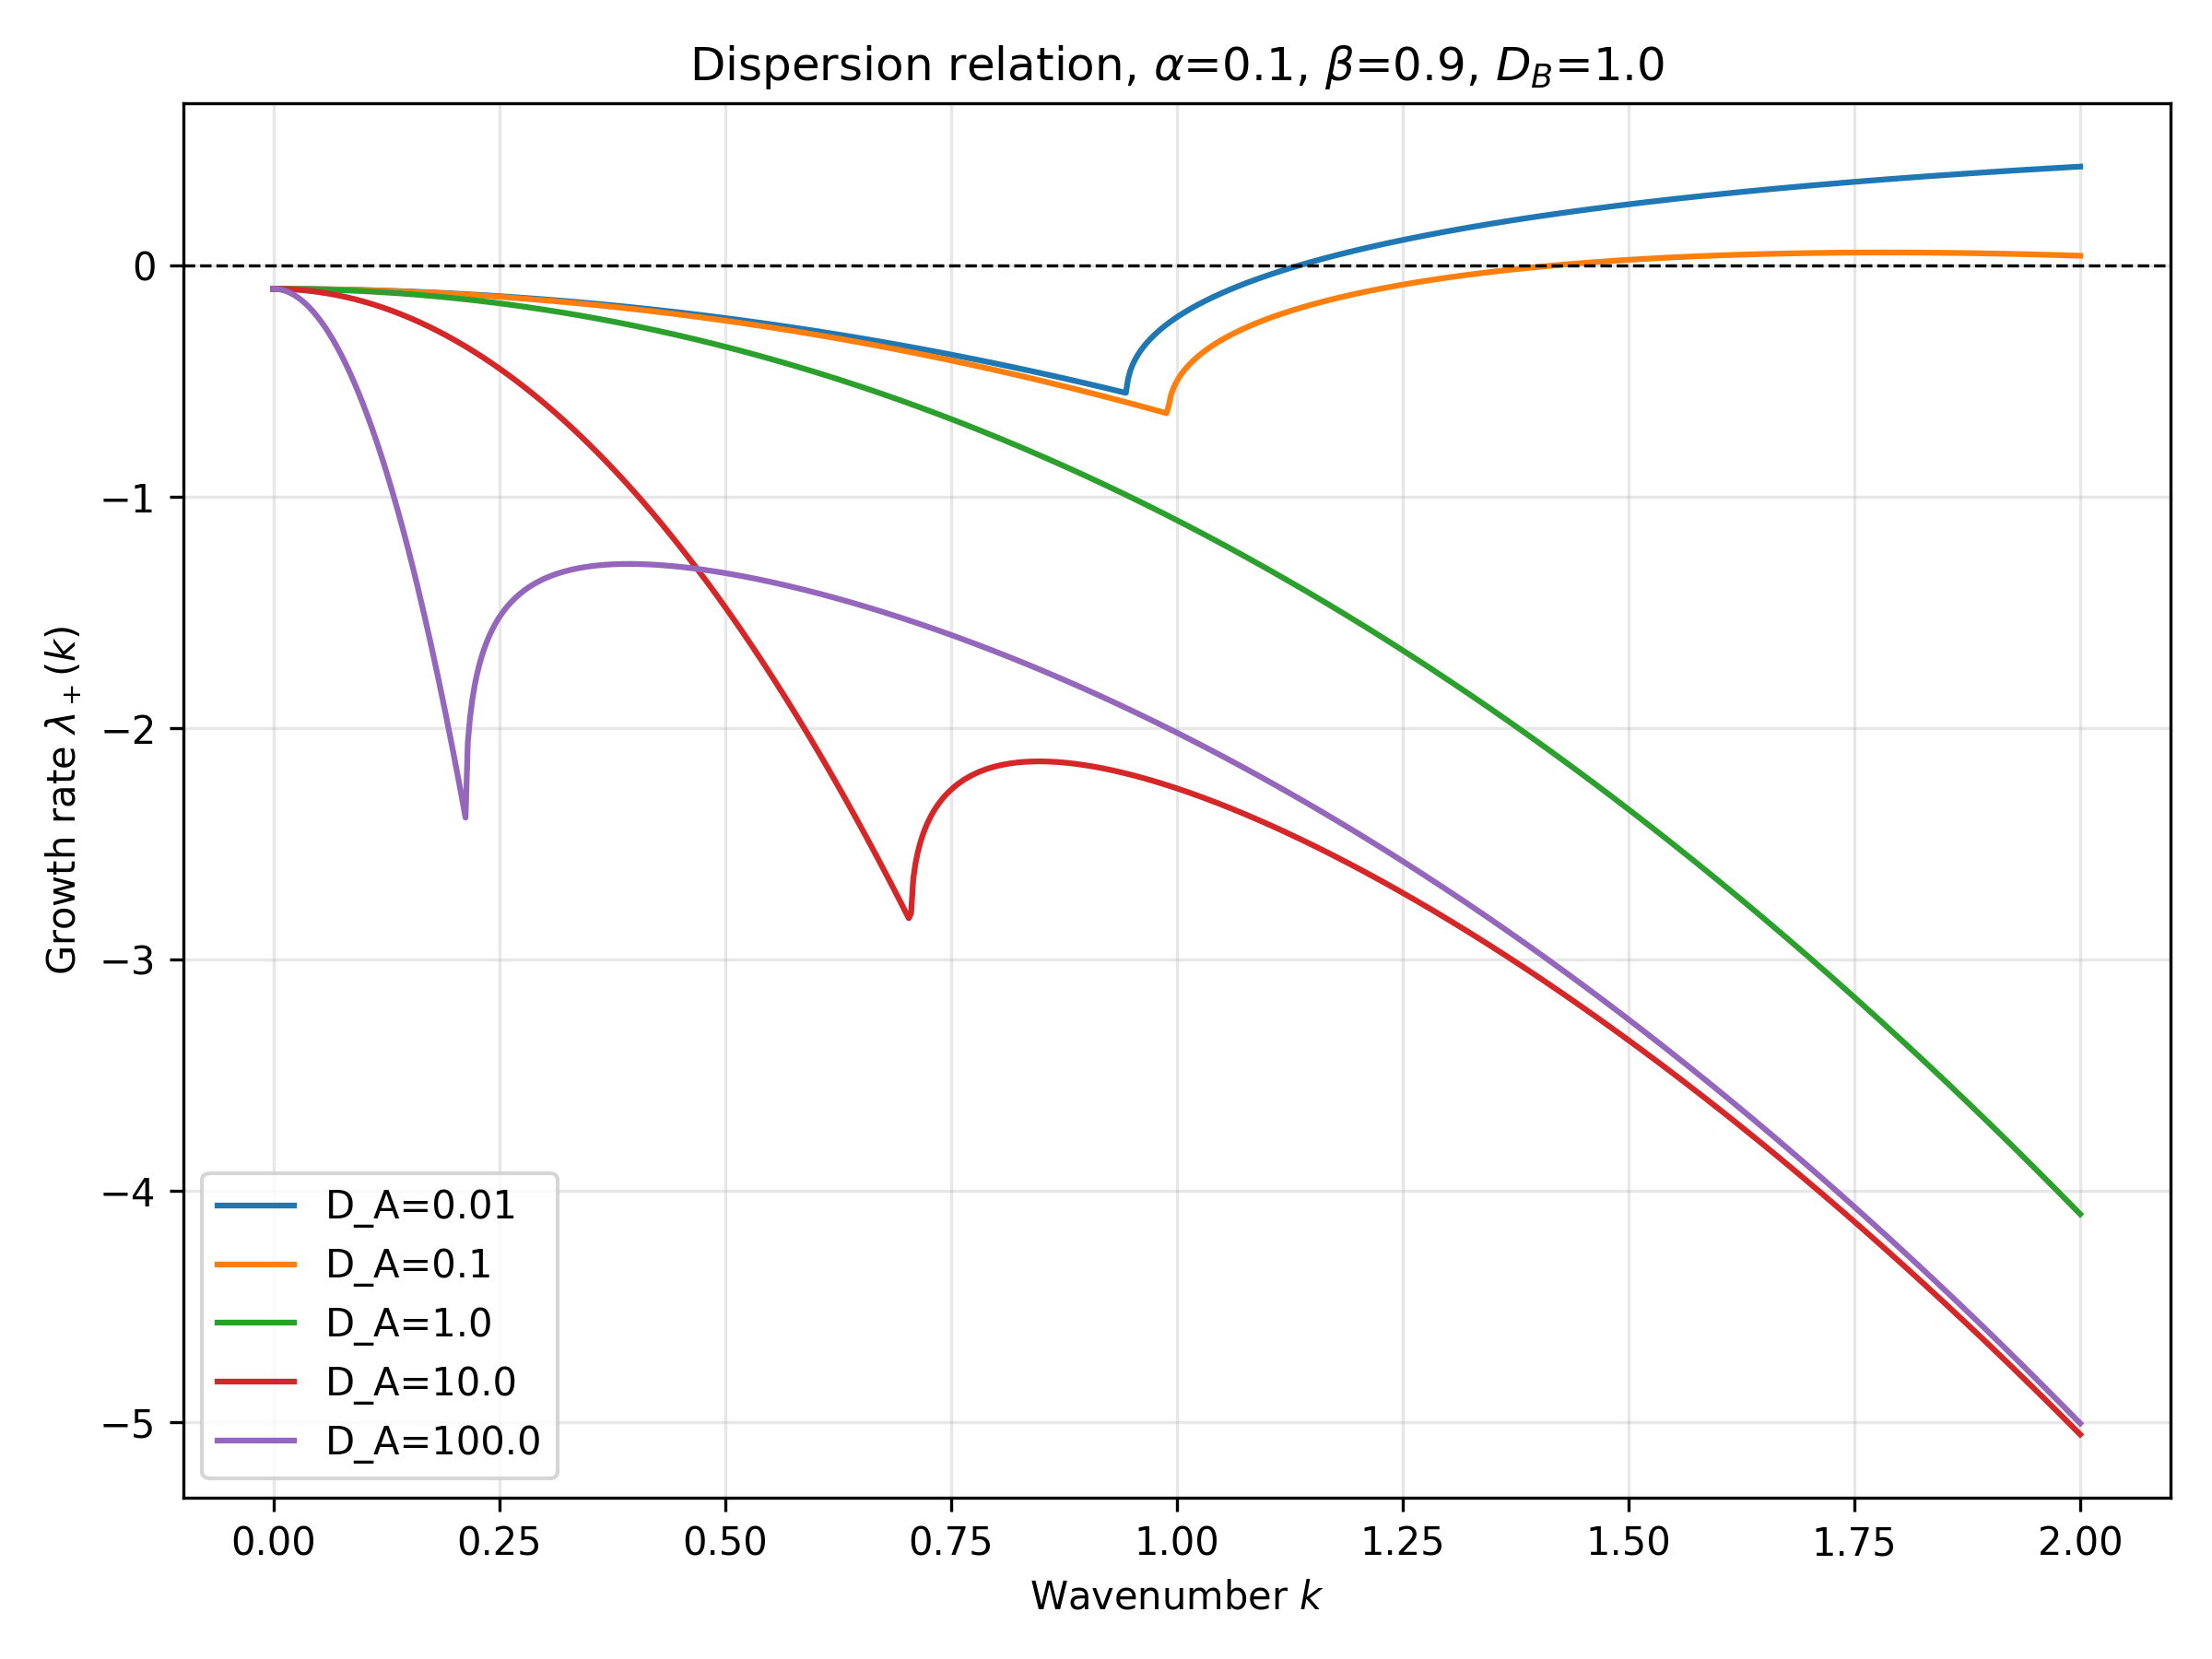 Dispersion relation, α=0.1, β=0.9, D_B=1.0
Growth rate λ₊(k)
0
−1
−2
−3
−4
−5
D_A=0.01
D_A=0.1
D_A=1.0
D_A=10.0
D_A=100.0
0.00 0.25 0.50 0.75 1.00 1.25 1.50 1.75 2.00
Wavenumber k